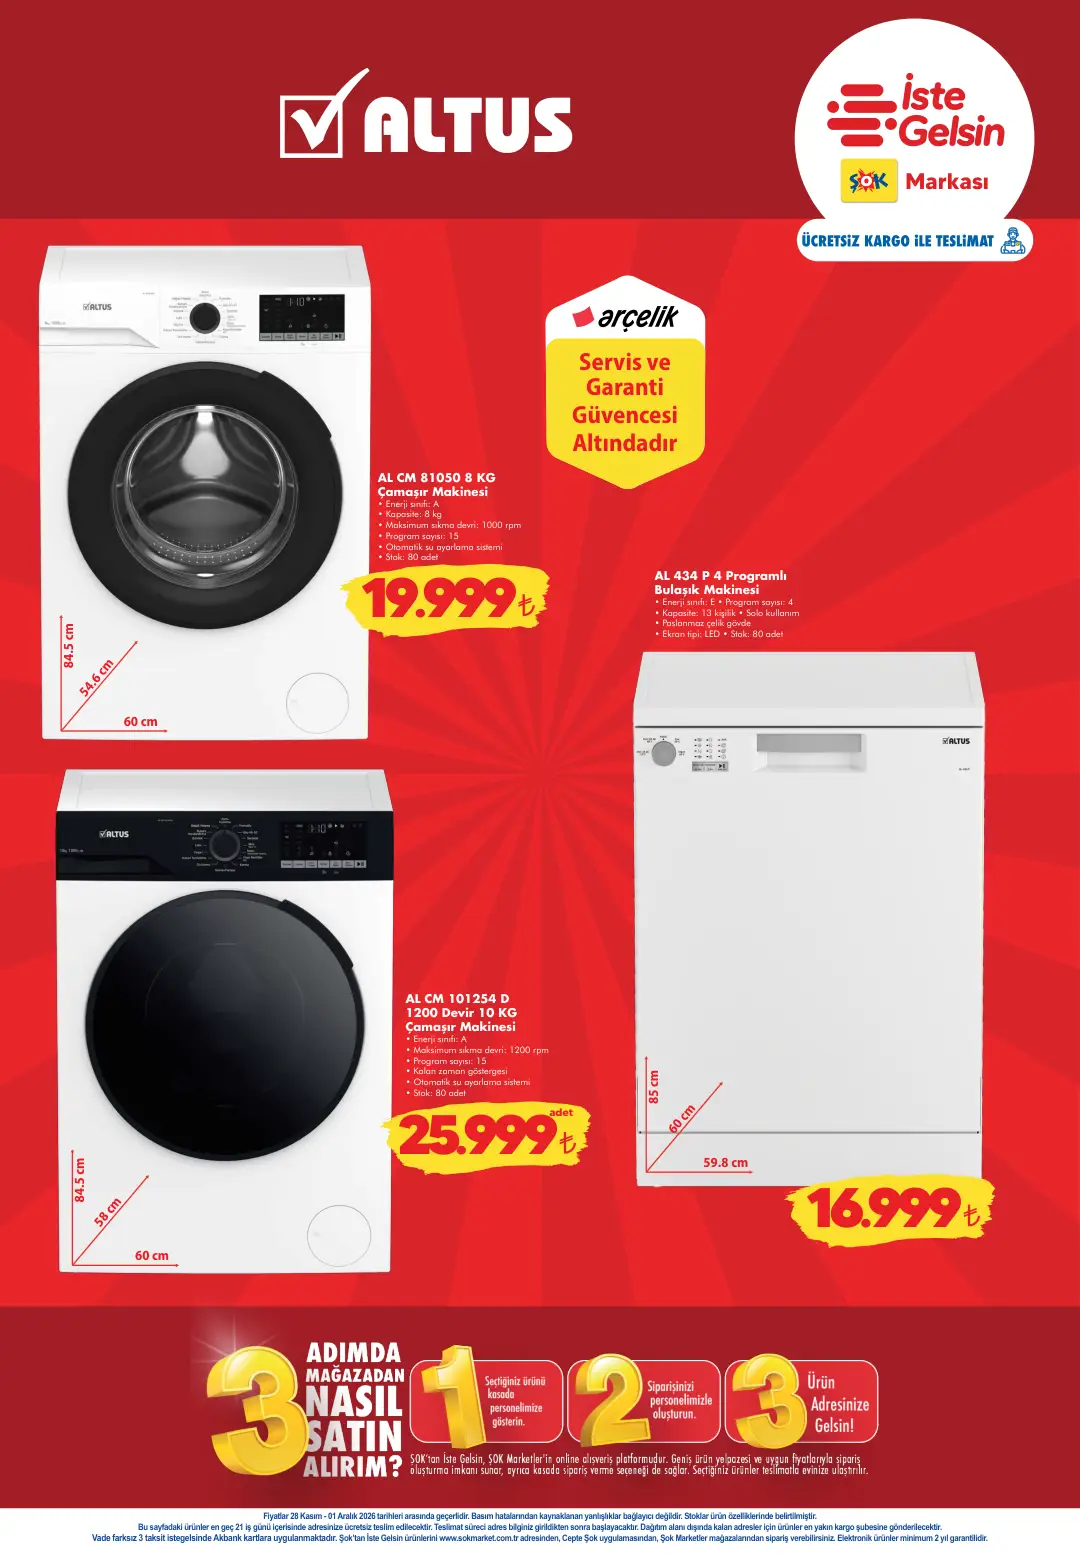 ALTUS
İste
Gelsin
ŞOK Markası
ÜCRETSİZ KARGO İLE TESLİMAT
arçelik
Servis ve
Garanti
Güvencesi
Altındadır
ALTUS
AL CM 81050 8 KG
Çamaşır Makinesi
• Enerji sınıfı: A
• Kapasite: 8 kg
• Maksimum sıkma devri: 1000 rpm
• Program sayısı: 15
• Otomatik su ayarlama sistemi
• Stok: 80 adet
19.999₺
84.5 cm
54.6 cm
60 cm
AL 434 P 4 Programlı
Bulaşık Makinesi
• Enerji sınıfı: E • Program sayısı: 4
• Kapasite: 13 kişilik • Solo kullanım
• Paslanmaz çelik gövde
• Ekran tipi: LED • Stok: 80 adet
ALTUS
85 cm
60 cm
59.8 cm
16.999₺
ALTUS
AL CM 101254 D
1200 Devir 10 KG
Çamaşır Makinesi
• Enerji sınıfı: A
• Maksimum sıkma devri: 1200 rpm
• Program sayısı: 15
• Kalan zaman göstergesi
• Otomatik su ayarlama sistemi
• Stok: 80 adet
adet
25.999₺
84.5 cm
58 cm
60 cm
3 ADIMDA
MAĞAZADAN
NASIL
SATIN
ALIRIM?
1 Seçtiğiniz ürünü
kasada
personelimize
gösterin.
2 Siparişinizi
personelimizle
oluşturun.
3 Ürün
Adresinize
Gelsin!
ŞOK'tan İste Gelsin, ŞOK Marketler'in online alışveriş platformudur. Geniş ürün yelpazesi ve uygun fiyatlarıyla sipariş
oluşturma imkanı sunar, ayrıca kasada sipariş verme seçeneği de sağlar. Seçtiğiniz ürünler teslimatla evinize ulaştırılır.
Fiyatlar 28 Kasım - 01 Aralık 2026 tarihleri arasında geçerlidir. Basım hatalarından kaynaklanan yanlışlıklar bağlayıcı değildir. Stoklar ürün özelliklerinde belirtilmiştir.
Bu sayfadaki ürünler en geç 21 iş günü içerisinde adresinize ücretsiz teslim edilecektir. Teslimat süreci adres bilginiz girildikten sonra başlayacaktır. Dağıtım alanı dışında kalan adresler için ürünler en yakın kargo şubesine gönderilecektir.
Vade farksız 3 taksit istegelsinde Akbank kartlara uygulanmaktadır. Şok'tan İste Gelsin ürünlerini www.sokmarket.com.tr adresinden, Cepte Şok uygulamasından, Şok Marketler mağazalarından sipariş verebilirsiniz. Elektronik ürünler minimum 2 yıl garantilidir.